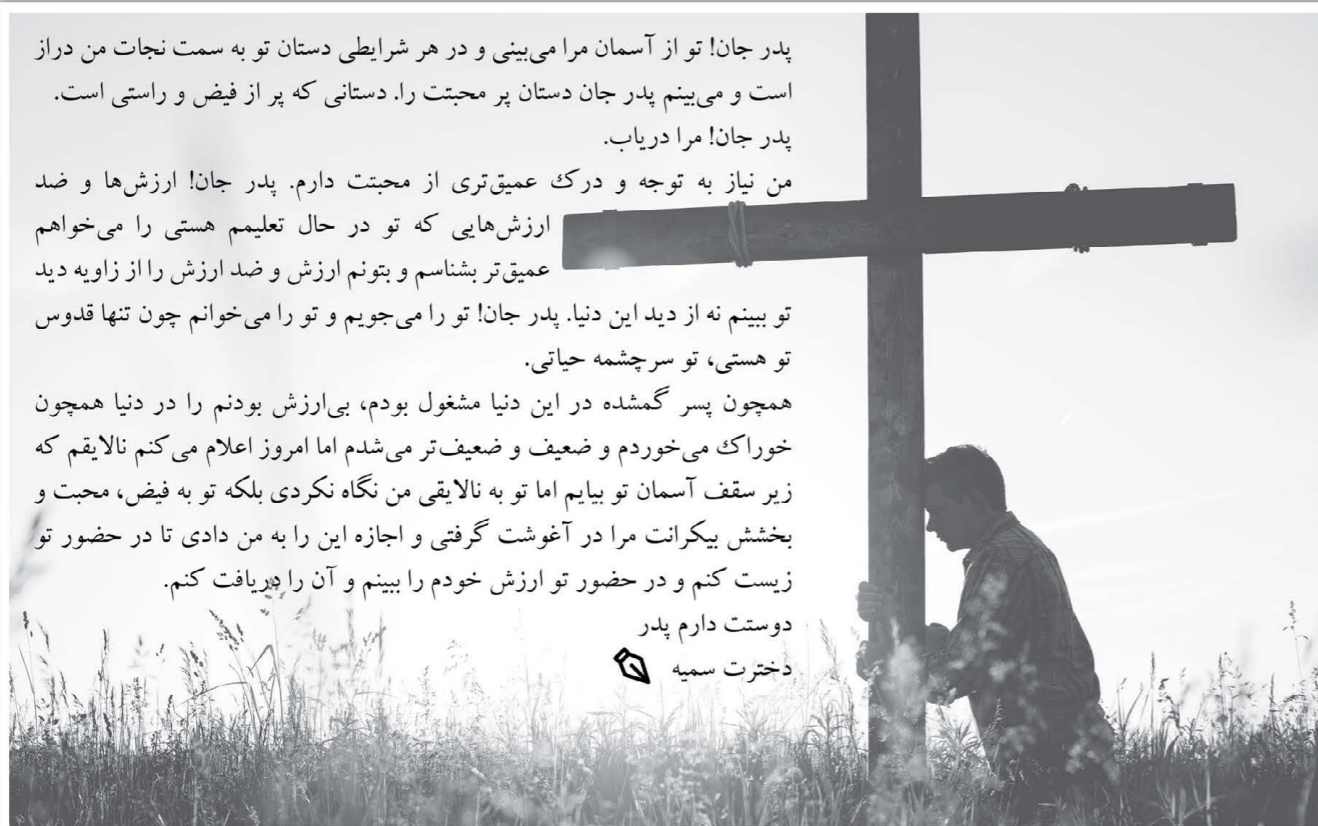 پدر جان! تو از آسمان مرا می‌بینی و در هر شرایطی دستان تو به سمت نجات من دراز
است و می‌بینم پدر جان دستان پر محبتت را. دستانی که پر از فیض و راستی است.
پدر جان! مرا دریاب.
من نیاز به توجه و درک عمیق‌تری از محبتت دارم. پدر جان! ارزش‌ها و ضد
ارزش‌هایی که تو در حال تعلیمم هستی را می‌خواهم
عمیق‌تر بشناسم و بتونم ارزش و ضد ارزش را از زاویه دید
تو ببینم نه از دید این دنیا. پدر جان! تو را می‌جویم و تو را می‌خوانم چون تنها قدوس
تو هستی، تو سرچشمه حیاتی.
همچون پسر گمشده در این دنیا مشغول بودم، بی‌ارزش بودنم را در دنیا همچون
خوراک می‌خوردم و ضعیف و ضعیف‌تر می‌شدم اما امروز اعلام می‌کنم نالایقم که
زیر سقف آسمان تو بیایم اما تو به نالایقی من نگاه نکردی بلکه تو به فیض، محبت و
بخشش بیکرانت مرا در آغوشت گرفتی و اجازه این را به من دادی تا در حضور تو
زیست کنم و در حضور تو ارزش خودم را ببینم و آن را دریافت کنم.
دوستت دارم پدر
دخترت سمیه